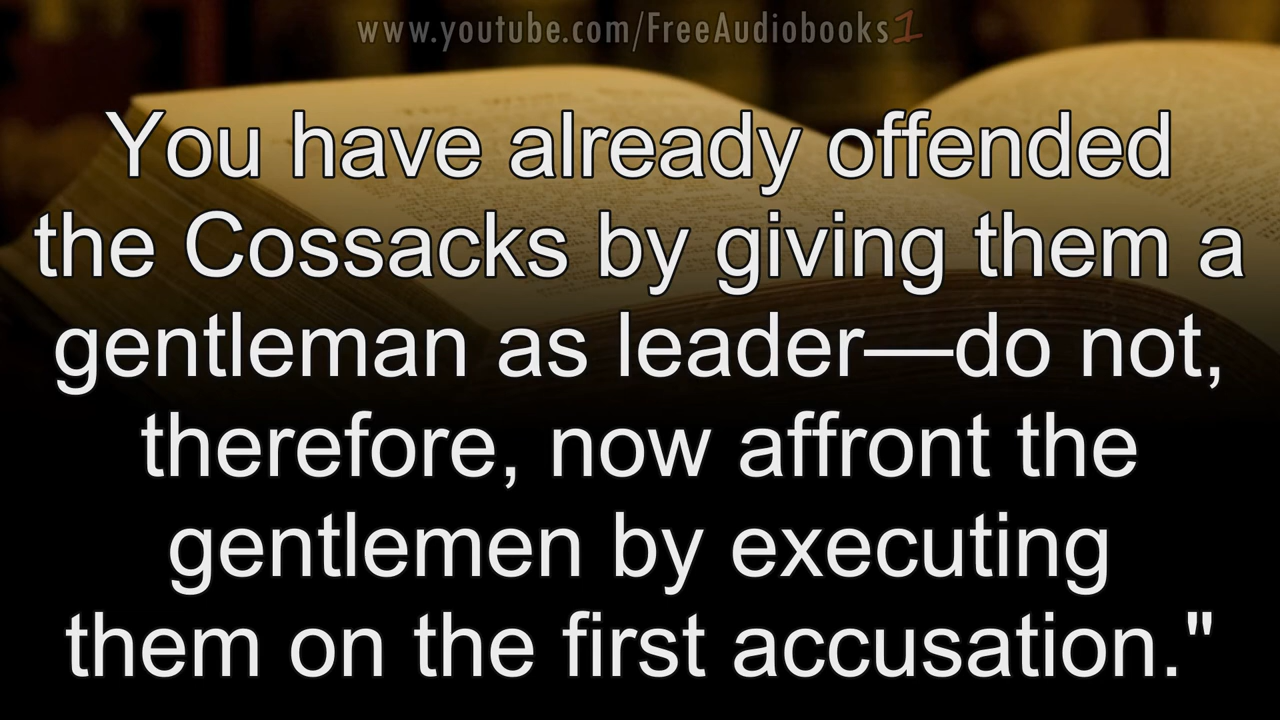 www.youtube.com/FreeAudiobooks1
You have already offended
the Cossacks by giving them a
gentleman as leader—do not,
therefore, now affront the
gentlemen by executing
them on the first accusation."